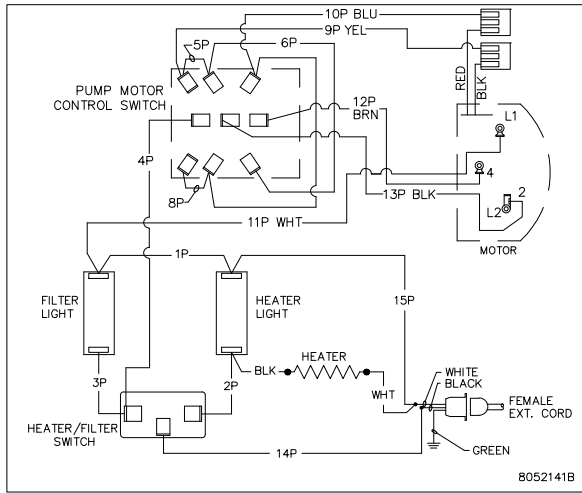 10P BLU
9P YEL
5P
6P
PUMP MOTOR
CONTROL SWITCH
RED
BLK
12P
BRN
L1
4P
4
2
13P BLK
8P
L2
11P WHT
MOTOR
1P
FILTER
LIGHT
HEATER
LIGHT
15P
HEATER
BLK
WHITE
BLACK
3P
2P
WHT
FEMALE
EXT. CORD
HEATER/FILTER
SWITCH
14P
GREEN
8052141B